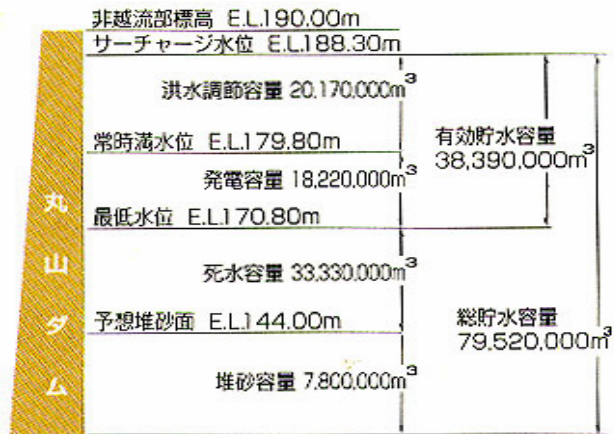 非越流部標高 E.L.190.00m
サーチャージ水位 E.L.188.30m
洪水調節容量 20.170,000m³
常時満水位 E.L.179.80m
有効貯水容量
38,390,000m³
発電容量 18,220,000m³
最低水位 E.L.170.80m
死水容量 33,330,000m³
予想堆砂面 E.L.144.00m
総貯水容量
79.520,000m³
堆砂容量 7,800,000m³
丸山ダム